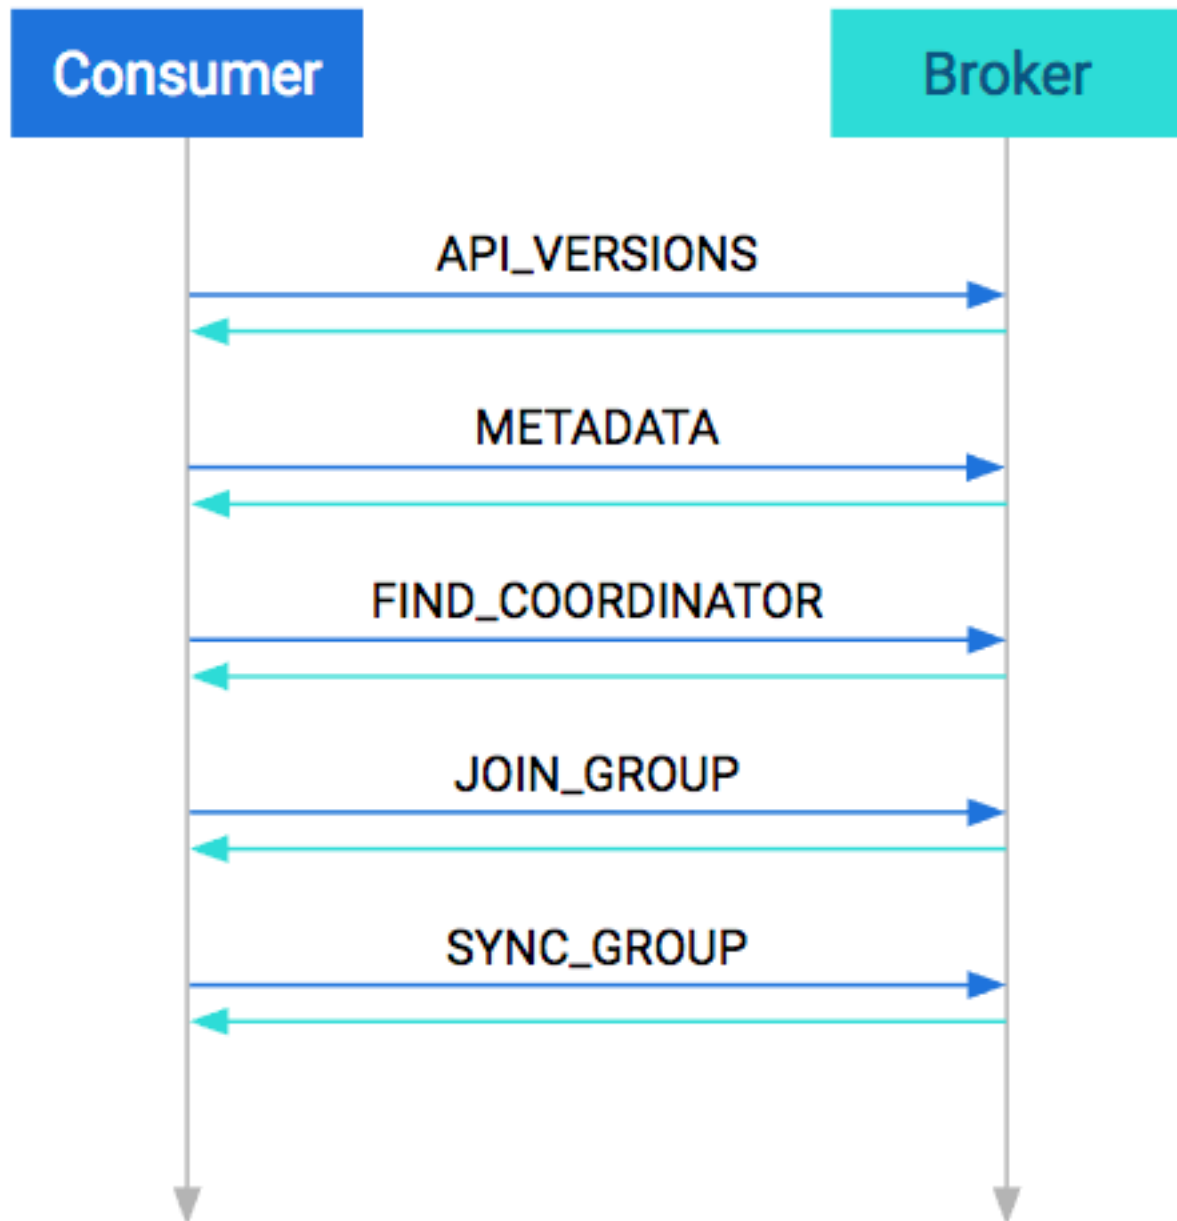 Consumer
Broker
API_VERSIONS
METADATA
FIND_COORDINATOR
JOIN_GROUP
SYNC_GROUP